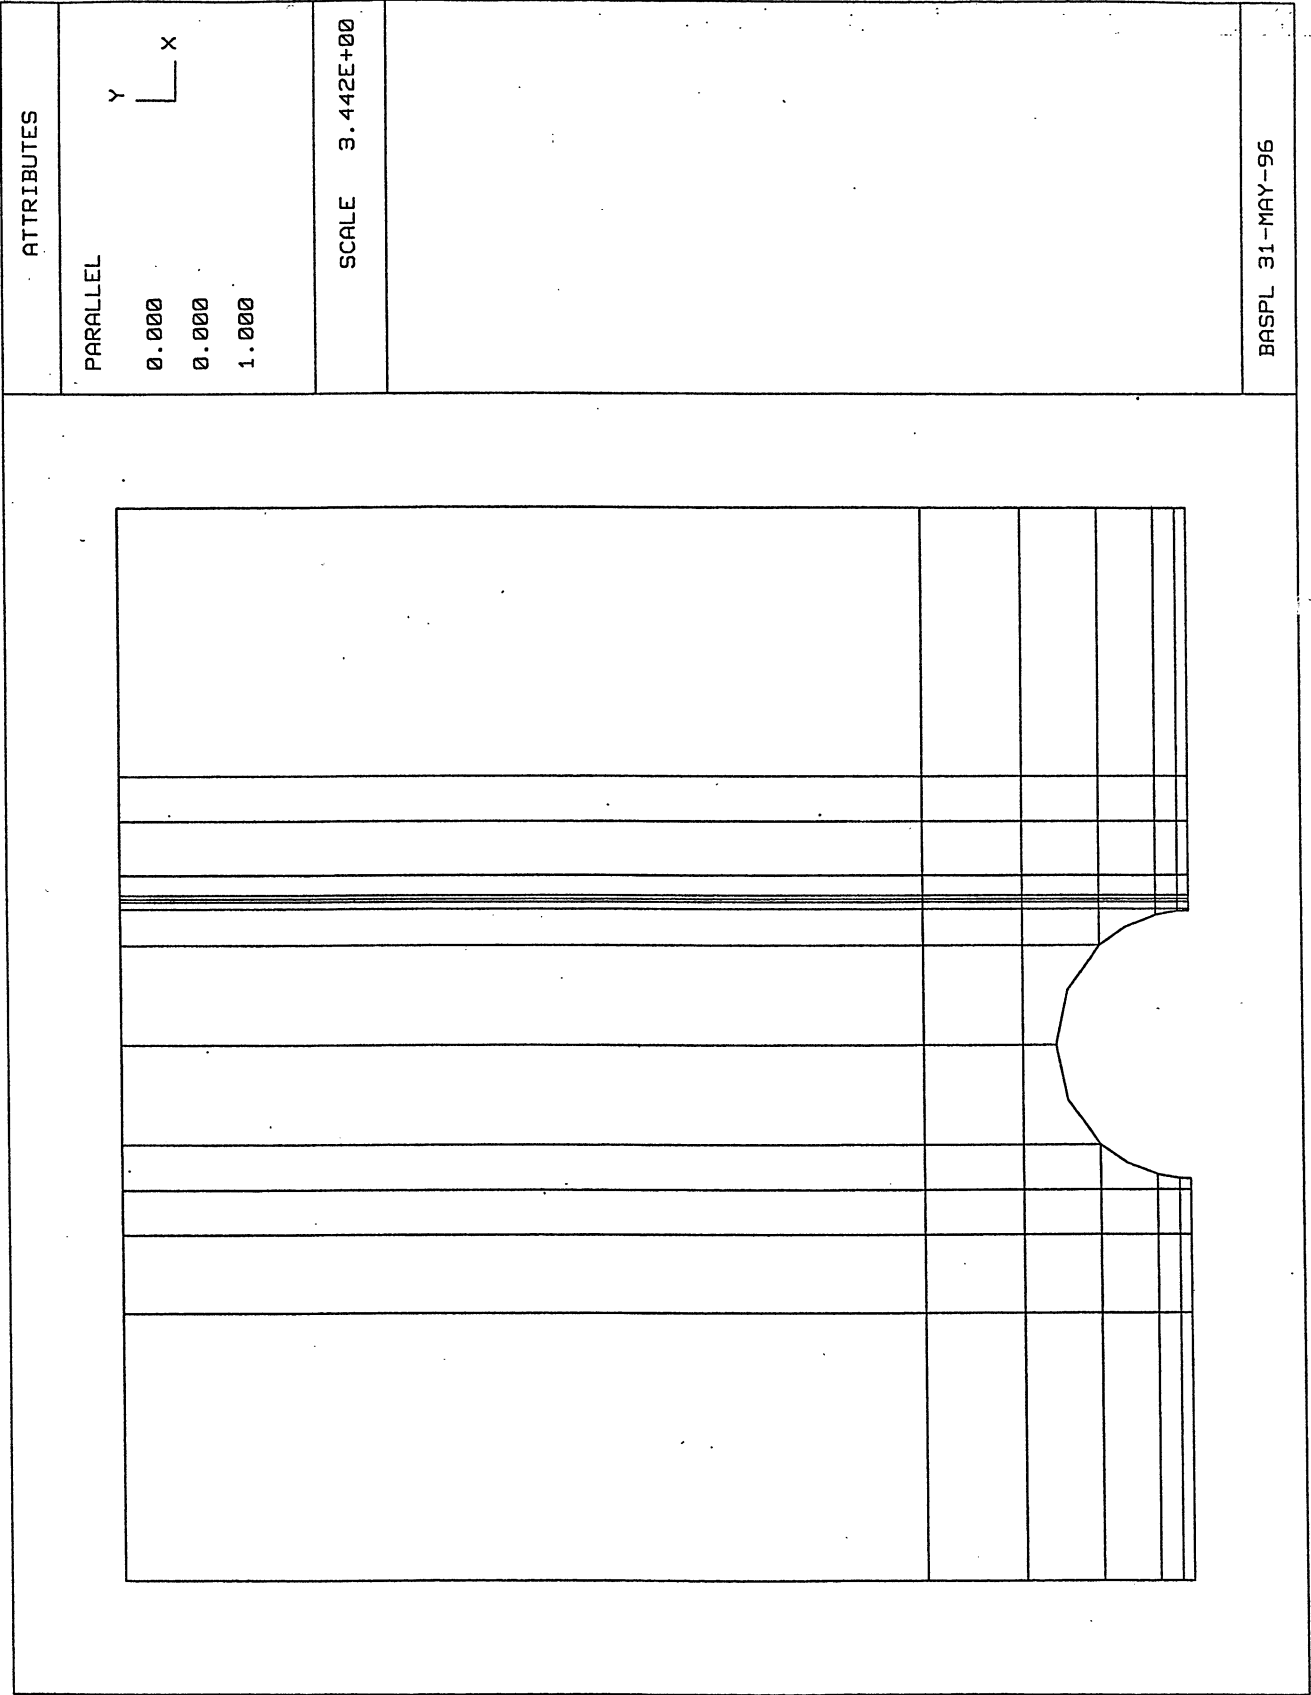 ATTRIBUTES
PARALLEL
0.000
0.000
1.000
Y
X
SCALE 3.442E+00
BASPL 31-MAY-96